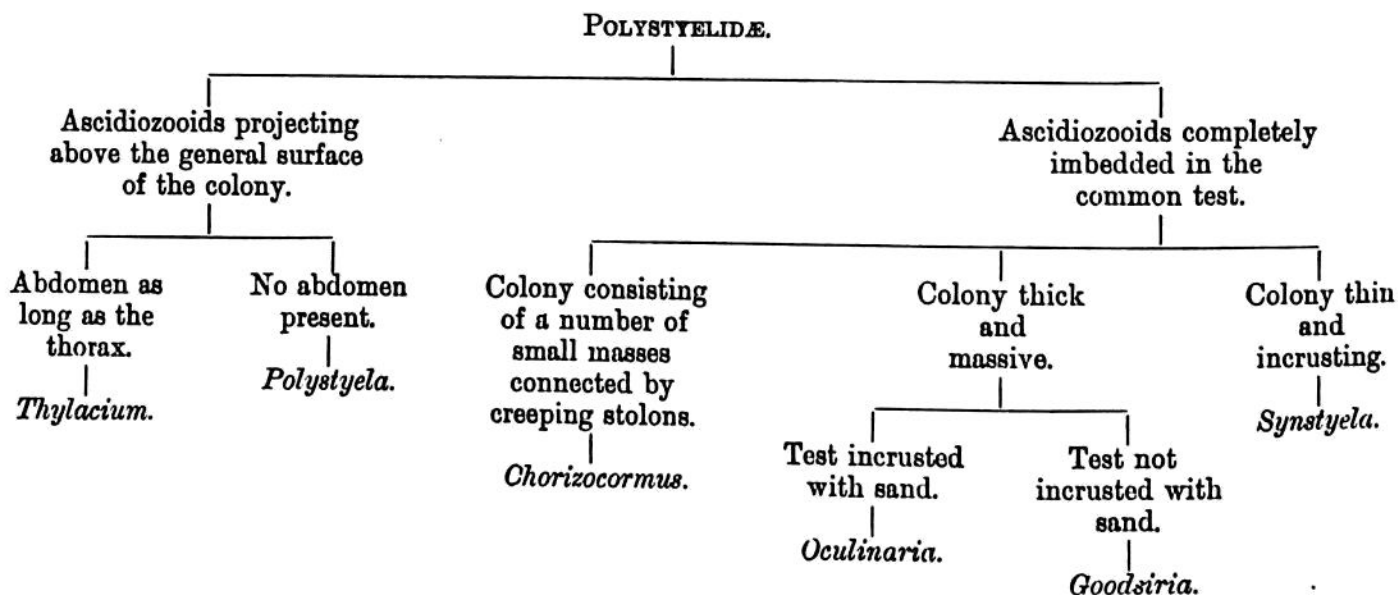 POLYSTYELIDÆ.
Ascidiozooids projecting
above the general surface
of the colony.
Ascidiozooids completely
imbedded in the
common test.
Abdomen as
long as the
thorax.
Thylacium.
No abdomen
present.
Polystyela.
Colony consisting
of a number of
small masses
connected by
creeping stolons.
Chorizocormus.
Colony thick
and
massive.
Test incrusted
with sand.
Oculinaria.
Test not
incrusted with
sand.
Goodsiria.
Colony thin
and
incrusting.
Synstyela.